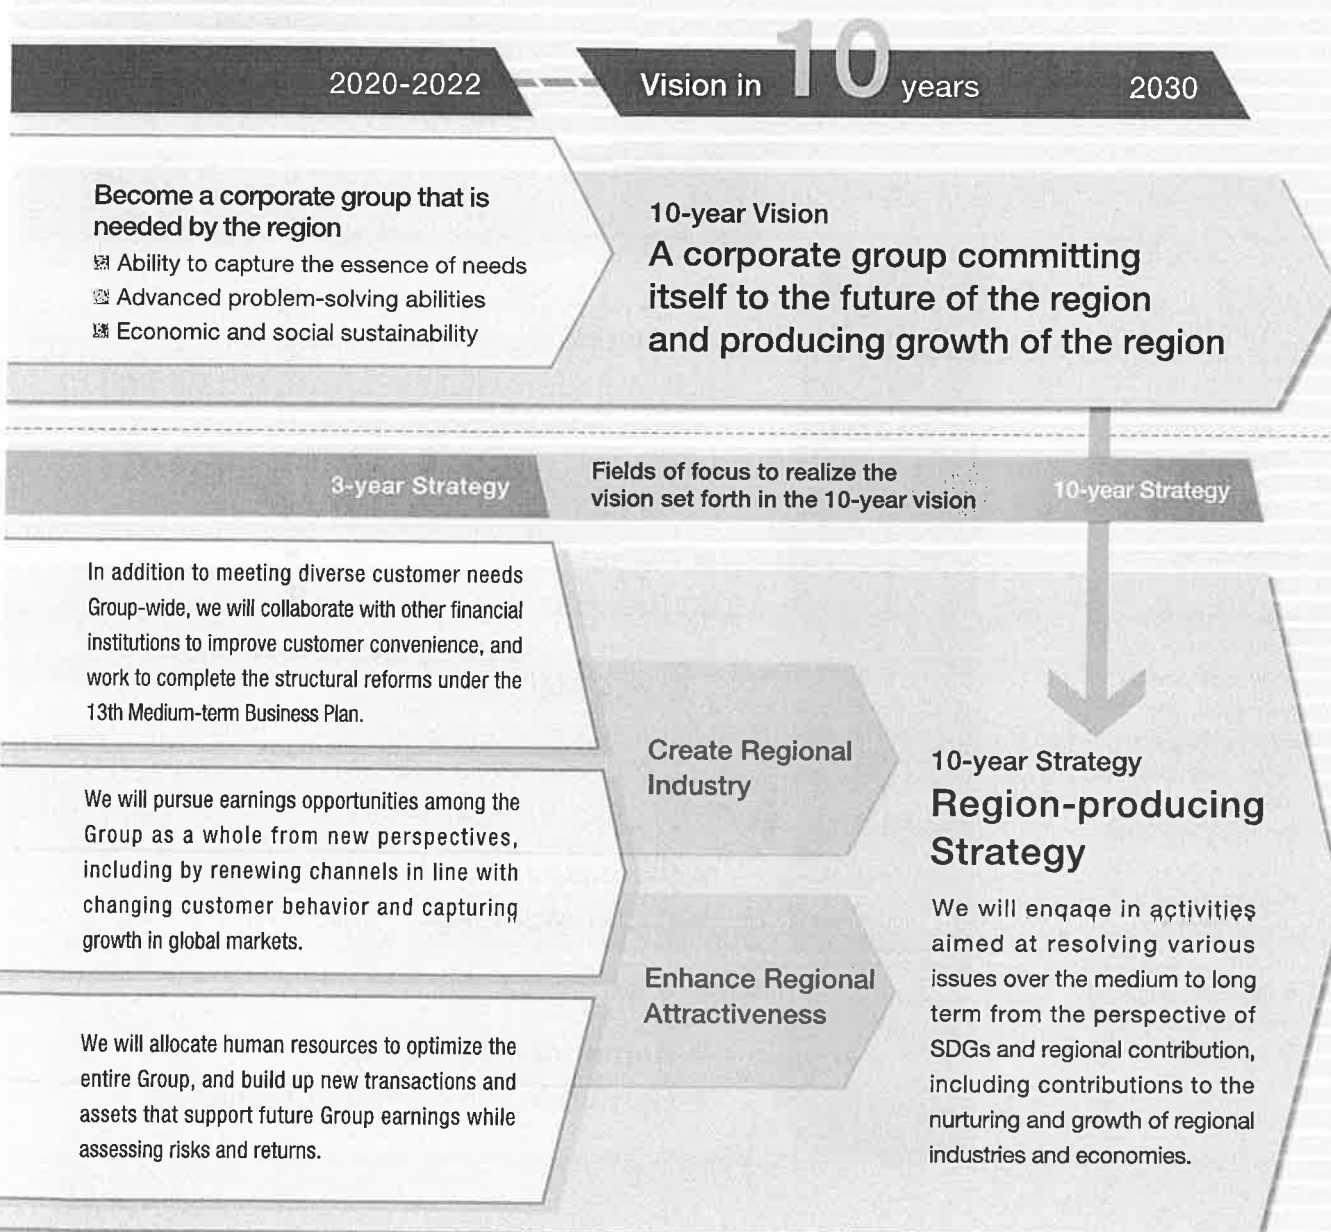 2020-2022
Vision in 10 years
2030
Become a corporate group that is
needed by the region
Ability to capture the essence of needs
Advanced problem-solving abilities
Economic and social sustainability
10-year Vision
A corporate group committing
itself to the future of the region
and producing growth of the region
3-year Strategy
Fields of focus to realize the
vision set forth in the 10-year vision
10-year Strategy
In addition to meeting diverse customer needs
Group-wide, we will collaborate with other financial
institutions to improve customer convenience, and
work to complete the structural reforms under the
13th Medium-term Business Plan.
We will pursue earnings opportunities among the
Group as a whole from new perspectives,
including by renewing channels in line with
changing customer behavior and capturing
growth in global markets.
We will allocate human resources to optimize the
entire Group, and build up new transactions and
assets that support future Group earnings while
assessing risks and returns.
Create Regional
Industry
Enhance Regional
Attractiveness
10-year Strategy
Region-producing
Strategy
We will engage in activities
aimed at resolving various
issues over the medium to long
term from the perspective of
SDGs and regional contribution,
including contributions to the
nurturing and growth of regional
industries and economies.